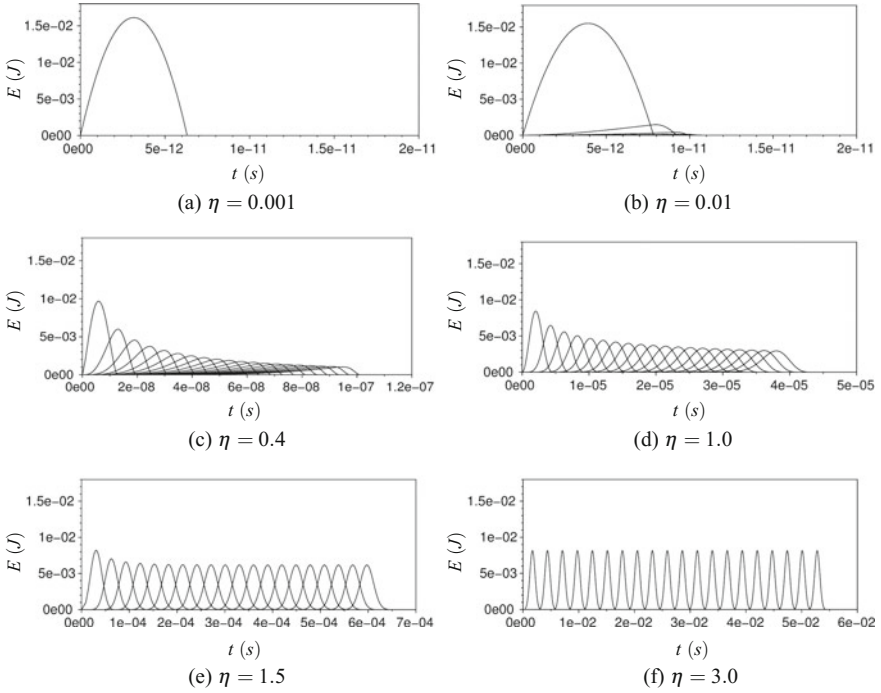 1.5e−02
1e−02
5e−03
0e00
E (J)
0e00 5e−12 1e−11 1.5e−11 2e−11
t (s)
(a) η = 0.001
1.5e−02
1e−02
5e−03
0e00
E (J)
0e00 5e−12 1e−11 1.5e−11 2e−11
t (s)
(b) η = 0.01
1.5e−02
1e−02
5e−03
0e00
E (J)
0e00 2e−08 4e−08 6e−08 8e−08 1e−07 1.2e−07
t (s)
(c) η = 0.4
1.5e−02
1e−02
5e−03
0e00
E (J)
0e00 1e−05 2e−05 3e−05 4e−05 5e−05
t (s)
(d) η = 1.0
1.5e−02
1e−02
5e−03
0e00
E (J)
0e00 1e−04 2e−04 3e−04 4e−04 5e−04 6e−04 7e−04
t (s)
(e) η = 1.5
1.5e−02
1e−02
5e−03
0e00
E (J)
0e00 1e−02 2e−02 3e−02 4e−02 5e−02 6e−02
t (s)
(f) η = 3.0